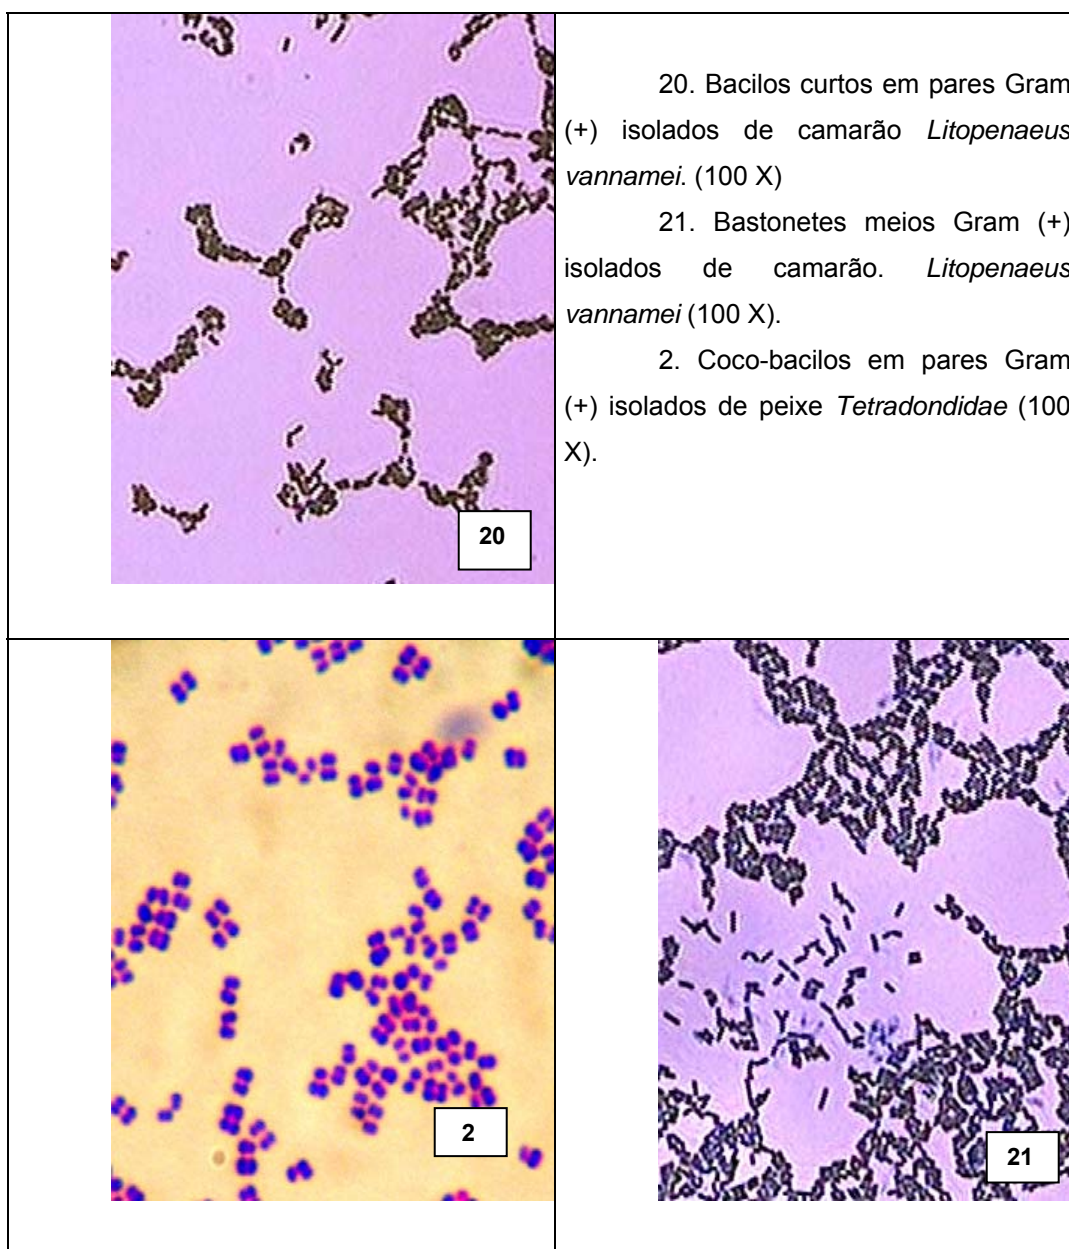 20. Bacilos curtos em pares Gram
(+) isolados de camarão Litopenaeus
vannamei. (100 X)
21. Bastonetes meios Gram (+)
isolados de camarão. Litopenaeus
vannamei (100 X).
2. Coco-bacilos em pares Gram
(+) isolados de peixe Tetradondidae (100
X).
20
2
21